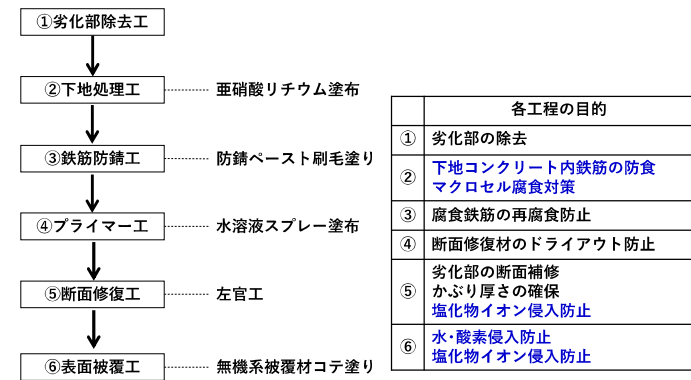 ①劣化部除去工
②下地処理工
亜硝酸リチウム塗布
③鉄筋防錆工
防錆ペースト刷毛塗り
④プライマー工
水溶液スプレー塗布
⑤断面修復工
左官工
⑥表面被覆工
無機系被覆材コテ塗り
各工程の目的
① 劣化部の除去
② 下地コンクリート内鉄筋の防食
マクロセル腐食対策
③ 腐食鉄筋の再腐食防止
④ 断面修復材のドライアウト防止
⑤ 劣化部の断面補修
かぶり厚さの確保
塩化物イオン侵入防止
⑥ 水・酸素侵入防止
塩化物イオン侵入防止